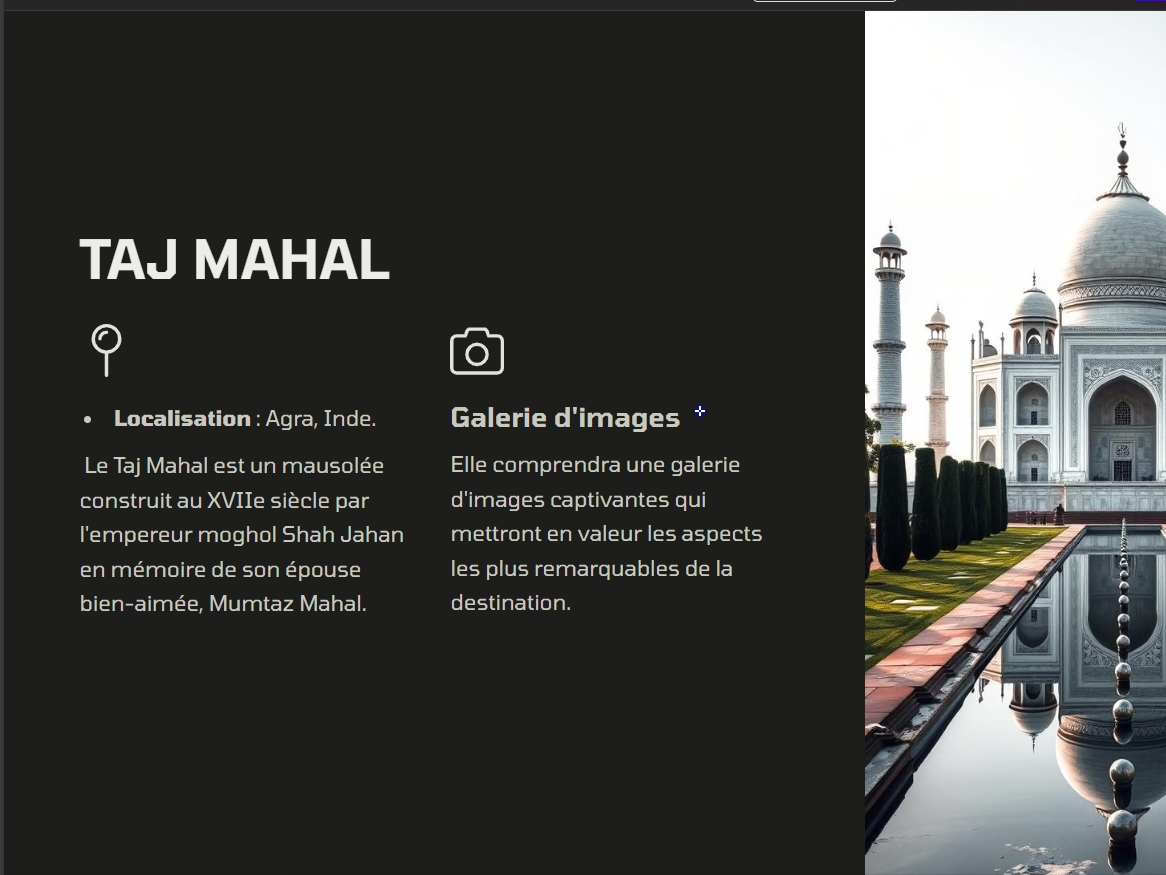 TAJ MAHAL
• Localisation : Agra, Inde.
Le Taj Mahal est un mausolée
construit au XVIIe siècle par
l'empereur moghol Shah Jahan
en mémoire de son épouse
bien-aimée, Mumtaz Mahal.
Galerie d'images
Elle comprendra une galerie
d'images captivantes qui
mettront en valeur les aspects
les plus remarquables de la
destination.